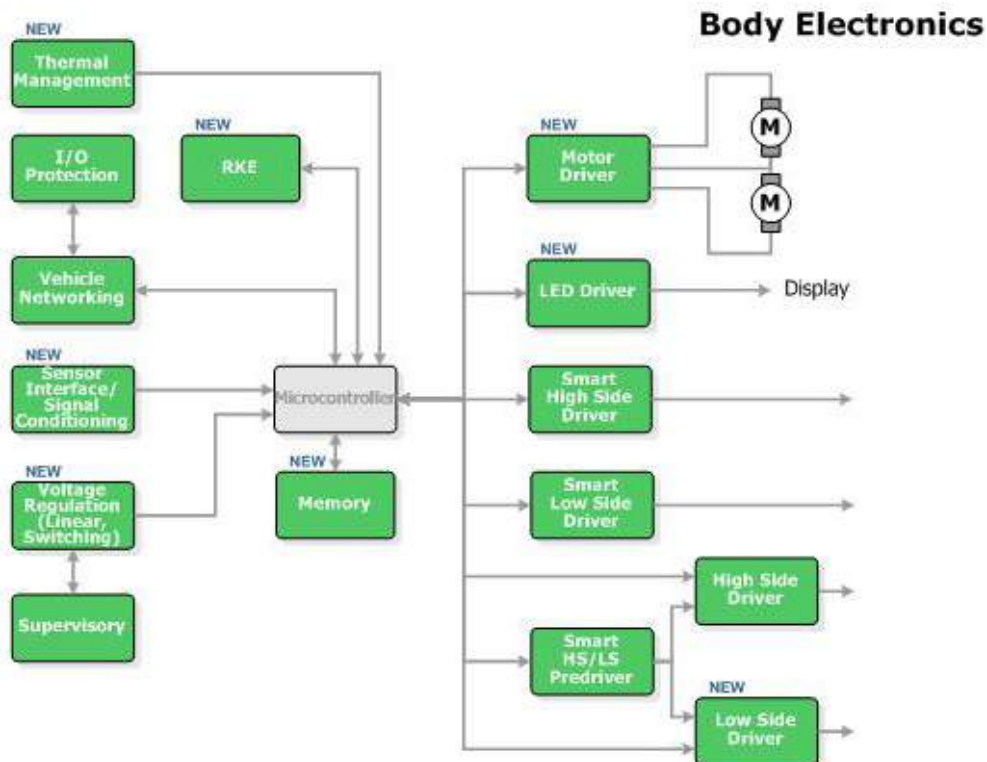 Body Electronics
NEW
Thermal
Management
I/O
Protection
NEW
RKE
Vehicle
Networking
NEW
Sensor
Interface/
Signal
Conditioning
NEW
Voltage
Regulation
(Linear,
Switching)
Supervisory
Microcontroller
NEW
Memory
NEW
Motor
Driver
M
M
NEW
LED Driver
Display
Smart
High Side
Driver
Smart
Low Side
Driver
High Side
Driver
Smart
HS/LS
Predriver
NEW
Low Side
Driver